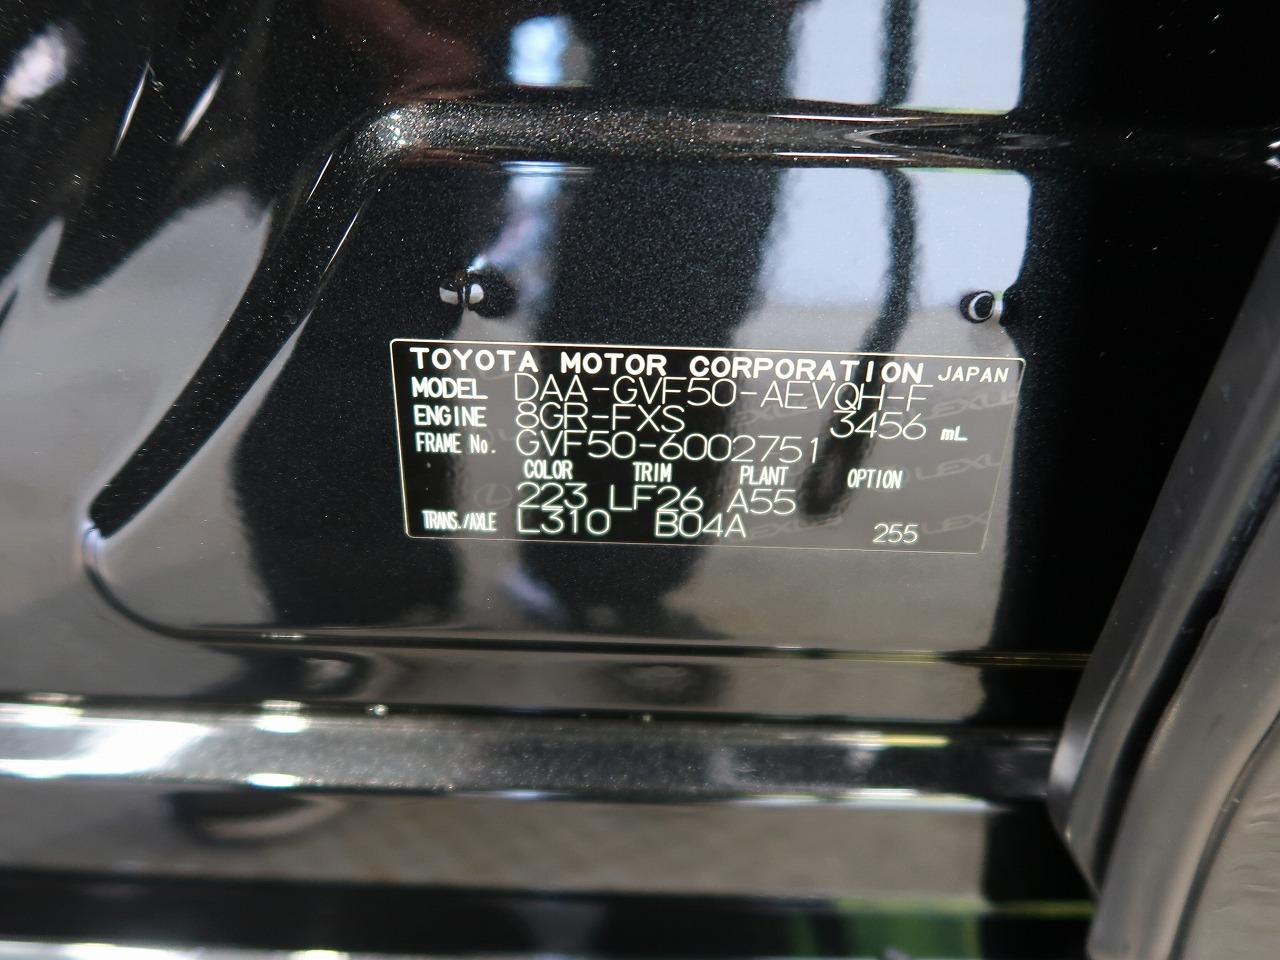 TOYOTA MOTOR CORPORATION JAPAN
MODEL DAA-GVF50-AEVQH-F
ENGINE 8GR-FXS 3456 mL
FRAME No. GVF50-6002751
COLOR TRIM PLANT OPTION
223 LF26 A55
TRANS./AXLE L310 B04A 255